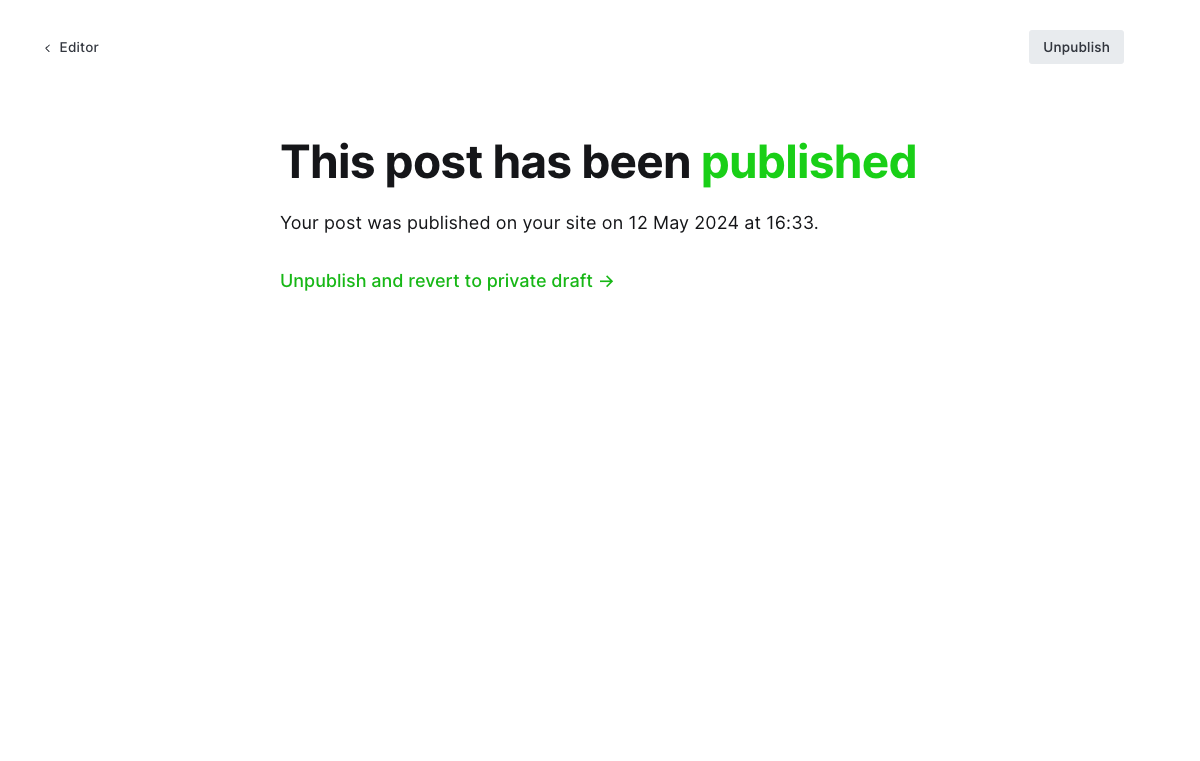 Editor
Unpublish
This post has been published
Your post was published on your site on 12 May 2024 at 16:33.
Unpublish and revert to private draft →